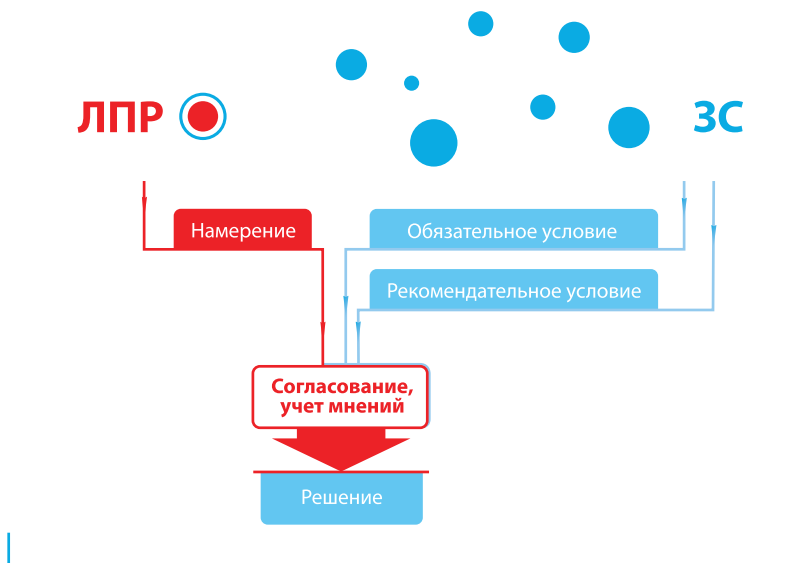 ЛПР
ЗС
Намерение
Обязательное условие
Рекомендательное условие
Согласование,
учет мнений
Решение